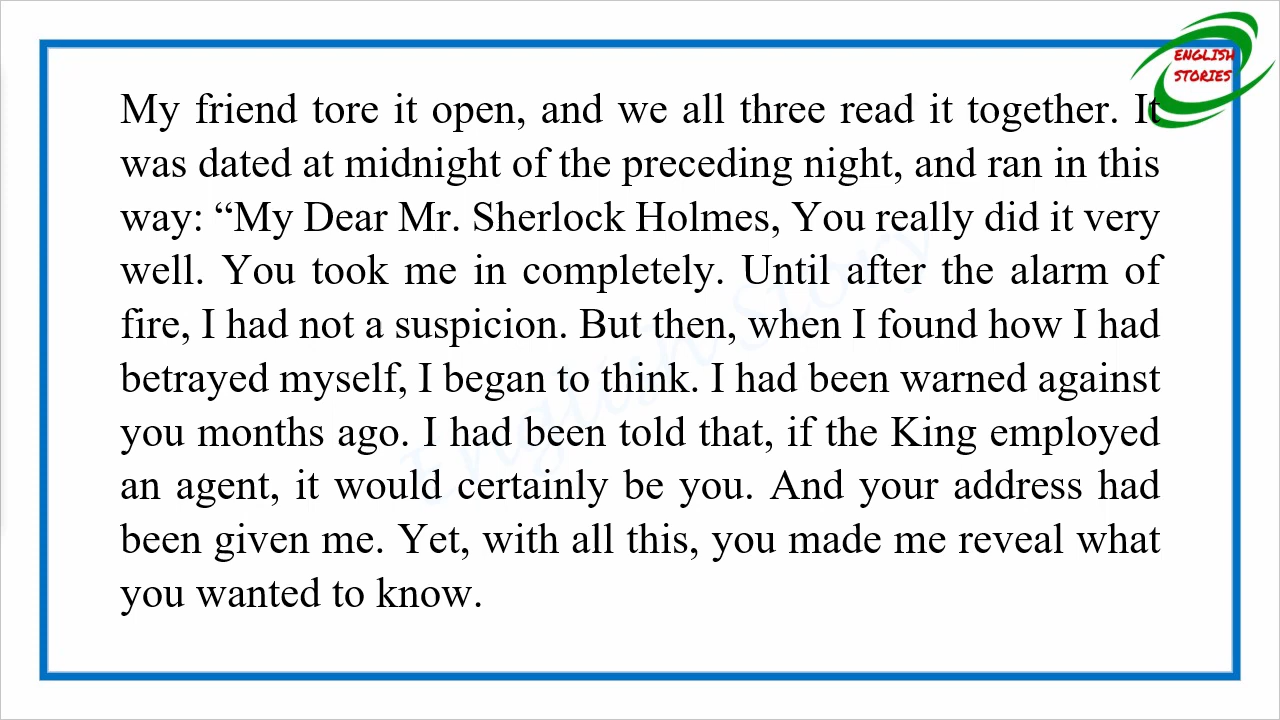 ENGLISH
STORIES
My friend tore it open, and we all three read it together. It
was dated at midnight of the preceding night, and ran in this
way: “My Dear Mr. Sherlock Holmes, You really did it very
well. You took me in completely. Until after the alarm of
fire, I had not a suspicion. But then, when I found how I had
betrayed myself, I began to think. I had been warned against
you months ago. I had been told that, if the King employed
an agent, it would certainly be you. And your address had
been given me. Yet, with all this, you made me reveal what
you wanted to know.
English Story